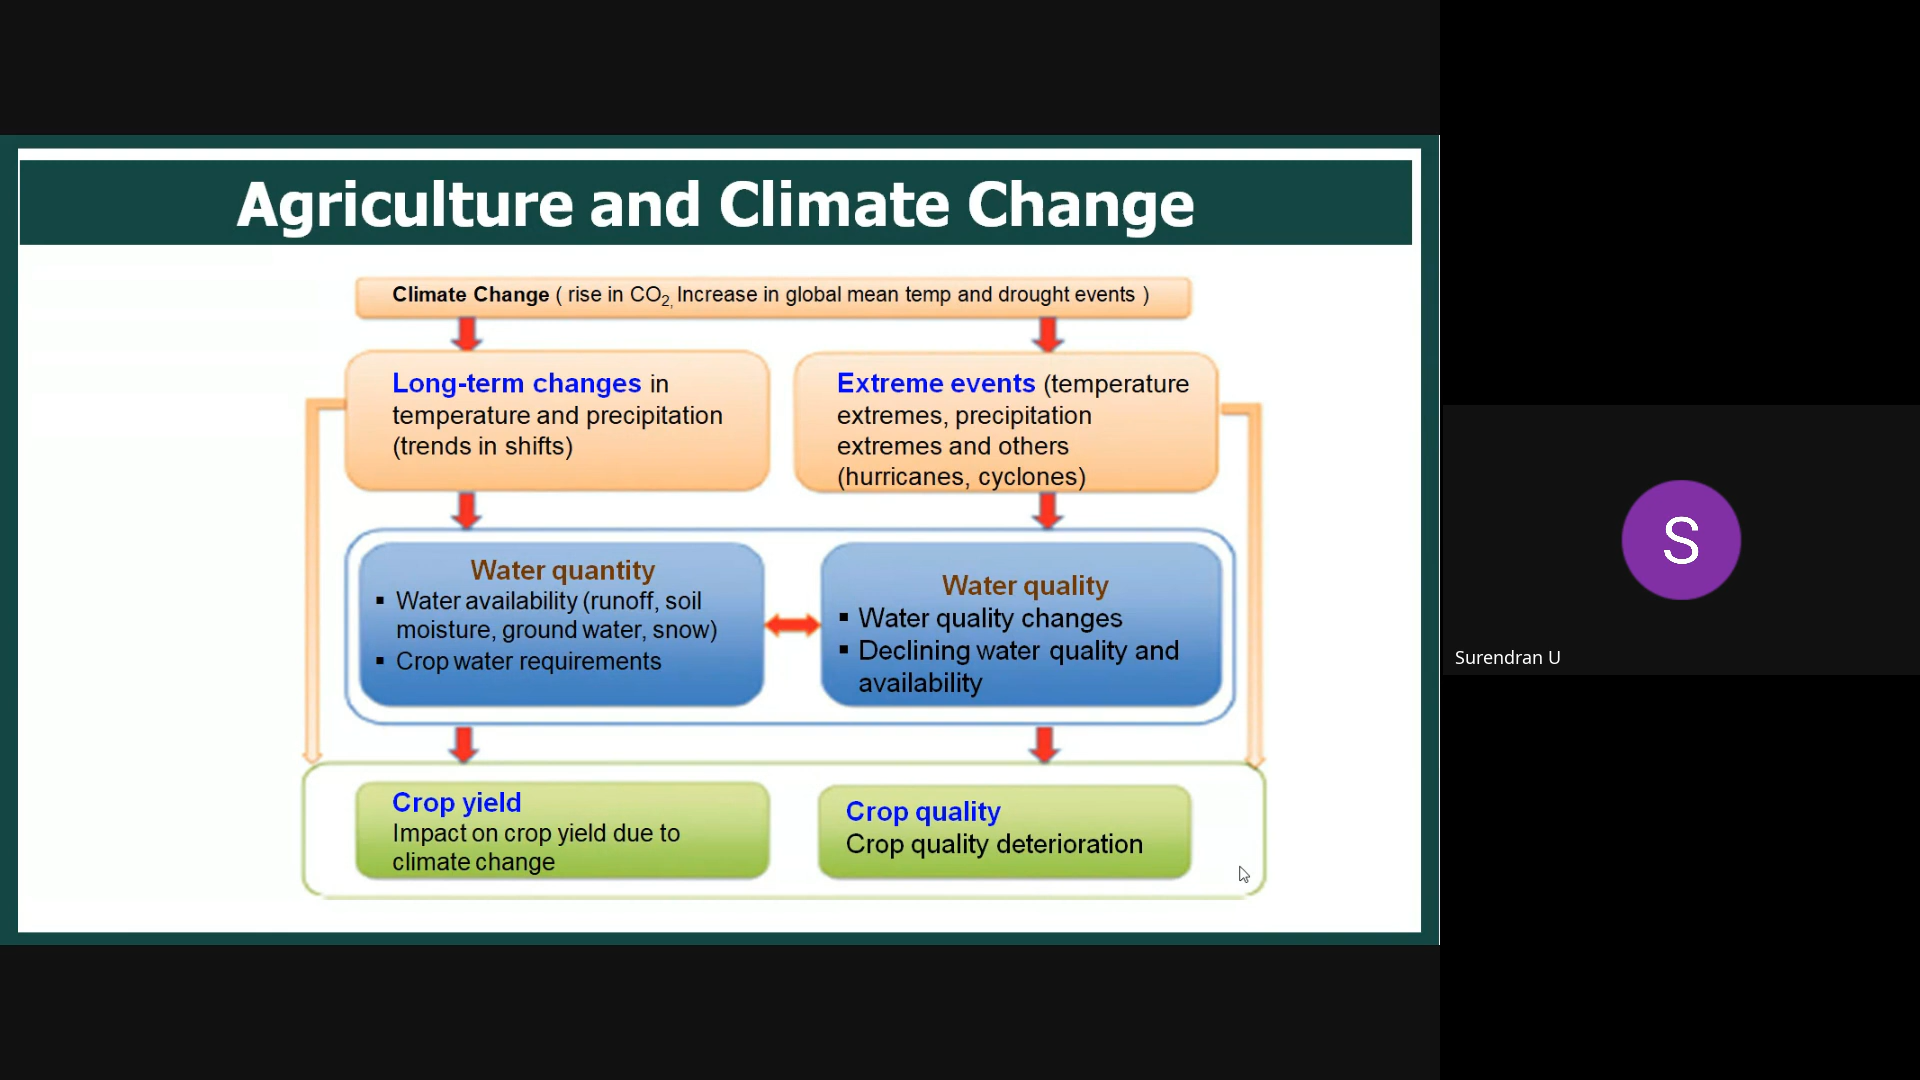 Agriculture and Climate Change
Climate Change ( rise in CO2, Increase in global mean temp and drought events )
Long-term changes in
temperature and precipitation
(trends in shifts)
Extreme events (temperature
extremes, precipitation
extremes and others
(hurricanes, cyclones)
Water quantity
▪ Water availability (runoff, soil
moisture, ground water, snow)
▪ Crop water requirements
Water quality
▪ Water quality changes
▪ Declining water quality and
availability
Crop yield
Impact on crop yield due to
climate change
Crop quality
Crop quality deterioration
S
Surendran U